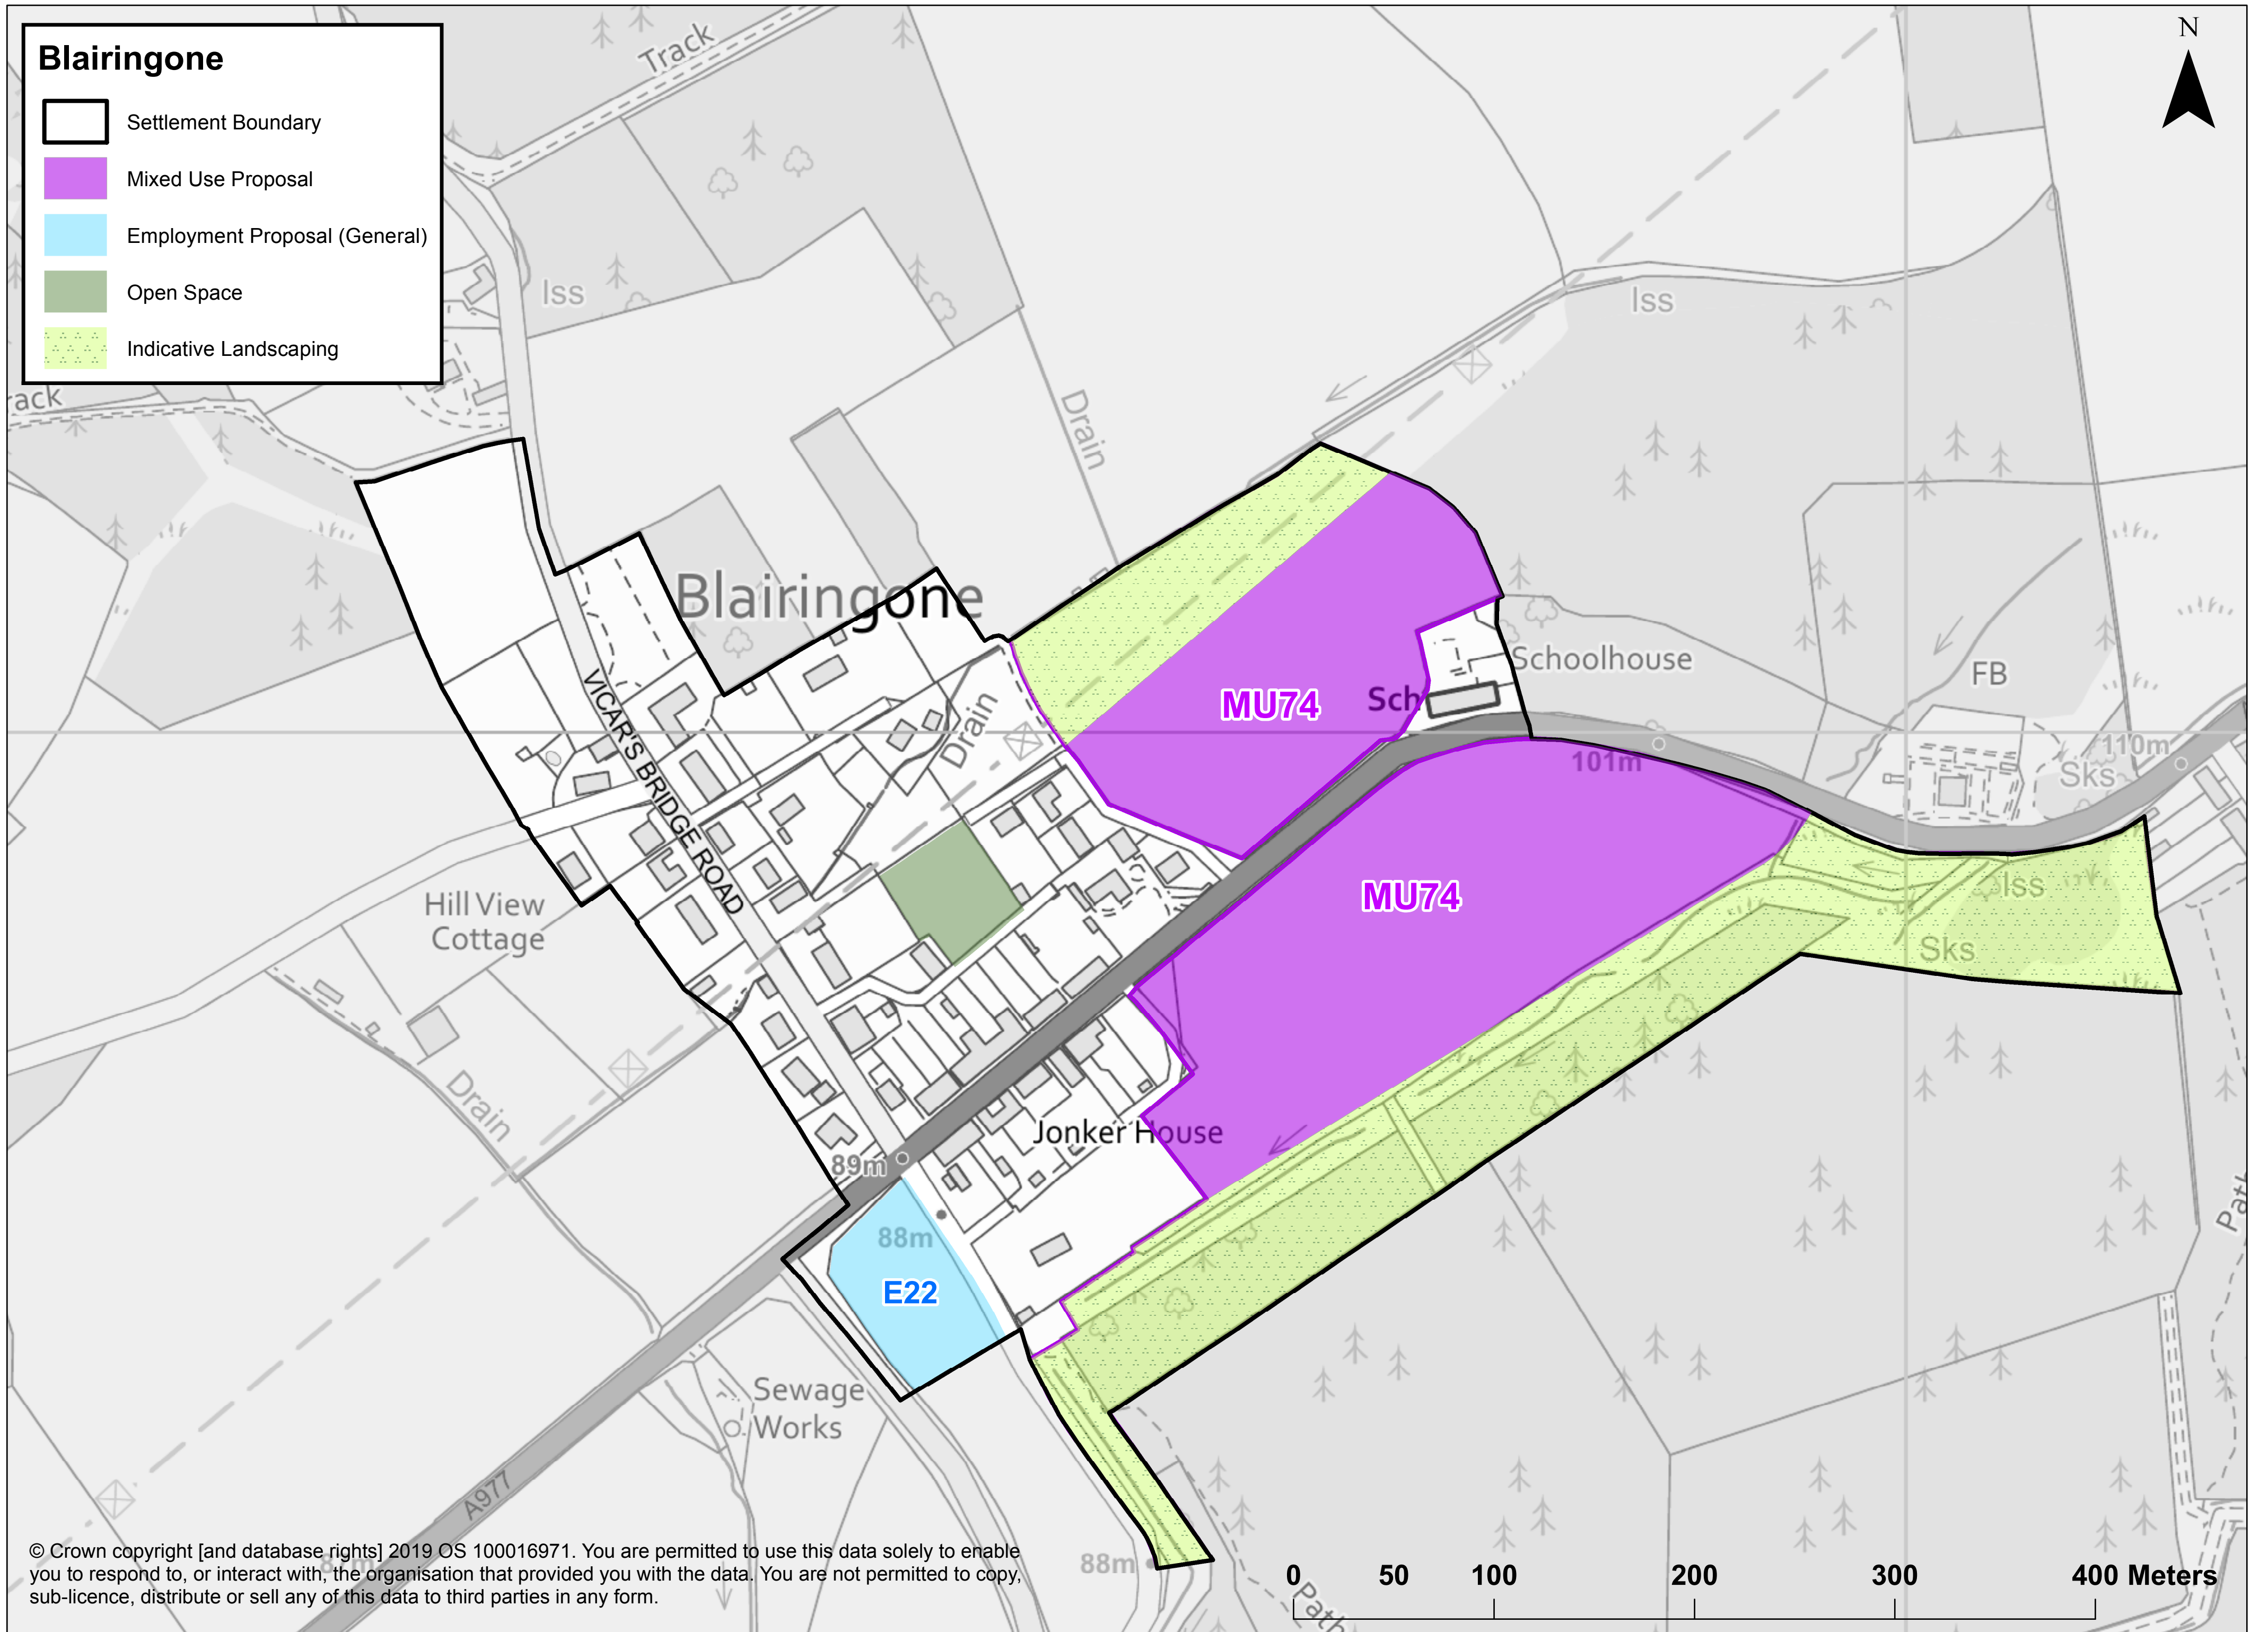 Blairingone
Settlement Boundary
Mixed Use Proposal
Employment Proposal (General)
Open Space
Indicative Landscaping
N
Track
Iss
Iss
ack
Drain
Blairingone
Schoolhouse
FB
MU74
Sch
VICAR'S BRIDGE ROAD
Drain
110m
101m
Sks
MU74
Iss
Hill View
Cottage
Sks
Drain
Jonker House
89m
88m
Path
E22
Sewage
Works
A977
88m
Path
81m
0 50 100 200 300 400 Meters
© Crown copyright [and database rights] 2019 OS 100016971. You are permitted to use this data solely to enable
you to respond to, or interact with, the organisation that provided you with the data. You are not permitted to copy,
sub-licence, distribute or sell any of this data to third parties in any form.